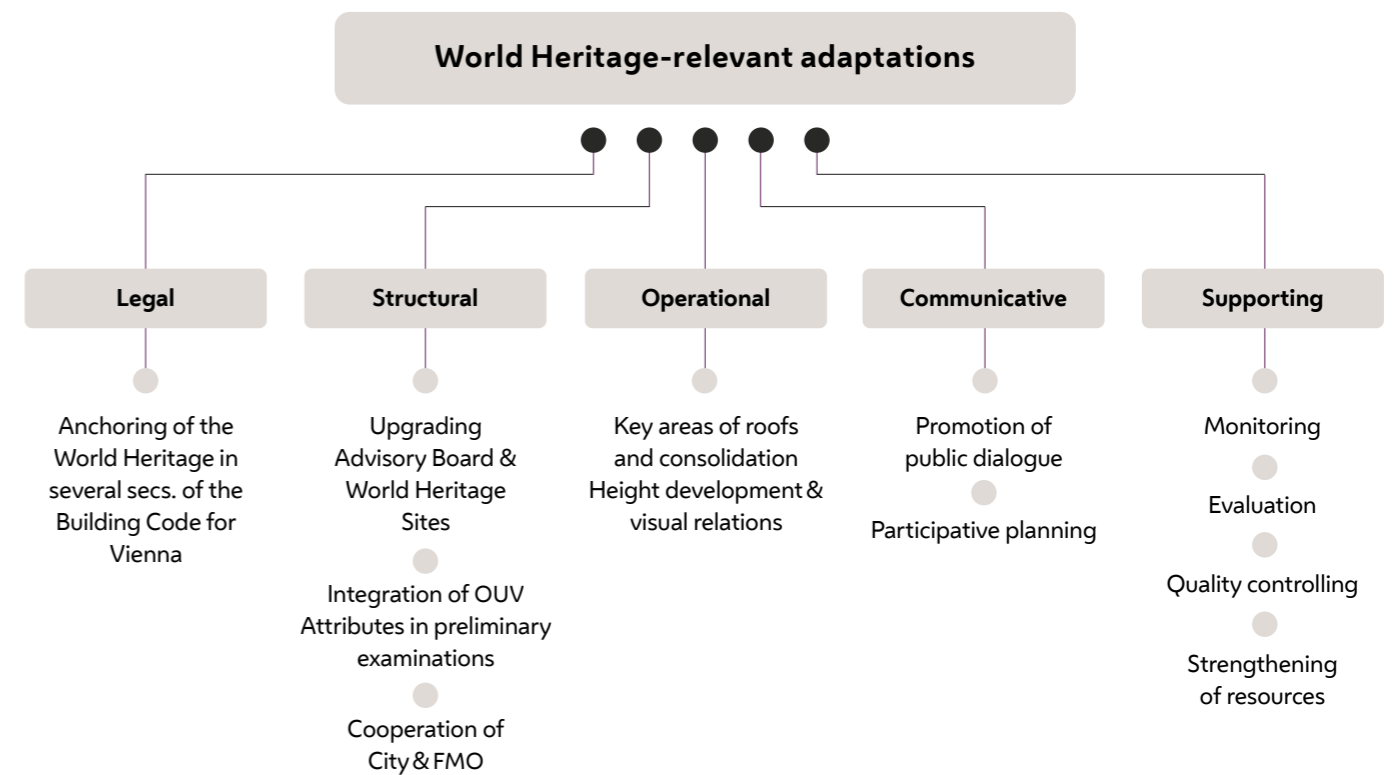 World Heritage-relevant adaptations
Legal
Anchoring of the
World Heritage in
several secs. of the
Building Code for
Vienna
Structural
Upgrading
Advisory Board &
World Heritage
Sites
Integration of OUV
Attributes in preliminary
examinations
Cooperation of
City & FMO
Operational
Key areas of roofs
and consolidation
Height development &
visual relations
Communicative
Promotion of
public dialogue
Participative planning
Supporting
Monitoring
Evaluation
Quality controlling
Strengthening
of resources